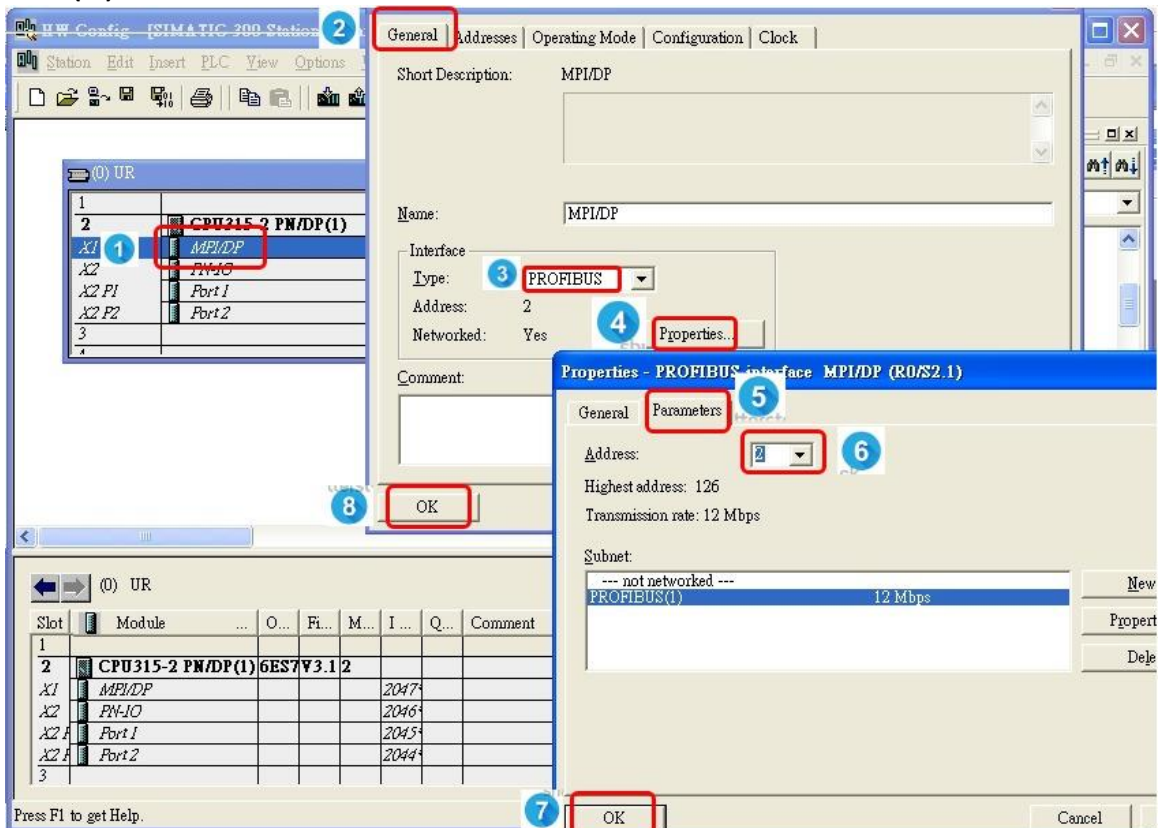 HW Config - [SIMATIC 300 Station
Station Edit Insert PLC View Options
(0) UR
1
2 CPU315-2 PN/DP(1)
X1 MPI/DP
X2 PN-IO
X2 P1 Port 1
X2 P2 Port 2
3
4
1
2
General Addresses Operating Mode Configuration Clock
Short Description: MPI/DP
Name: MPI/DP
Interface
Type: 3 PROFIBUS
Address: 2
4
Networked: Yes Properties...
Comment:
8 OK
Properties - PROFIBUS interface MPI/DP (R0/S2.1)
5
General Parameters
Address: 2 6
Highest address: 126
Transmission rate: 12 Mbps
Subnet:
--- not networked ---
PROFIBUS(1) 12 Mbps
New
Propert
Dele
7 OK Cancel
(0) UR
Slot Module ... O... Fi... M... I ... Q... Comment
1
2 CPU315-2 PN/DP(1) 6ES7 V3.1 2
X1 MPI/DP 2047
X2 PN-IO 2046
X2 P Port 1 2045
X2 P Port 2 2044
3
Press F1 to get Help.